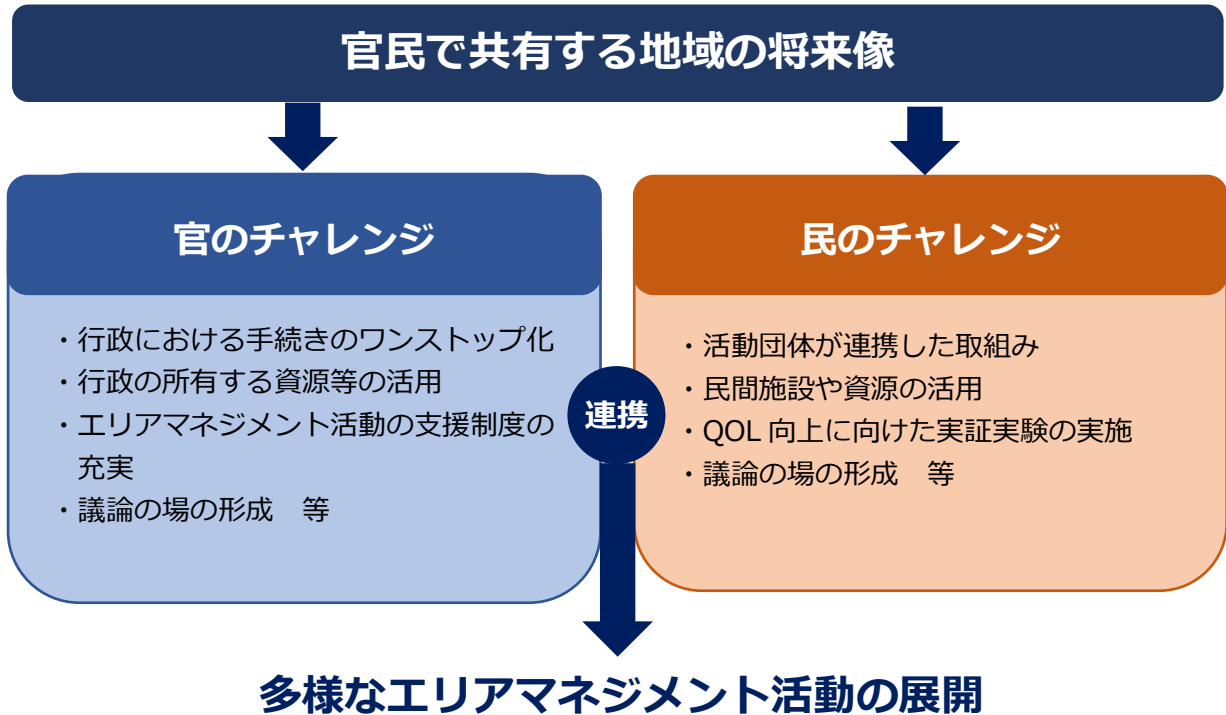 官民で共有する地域の将来像
官のチャレンジ
・行政における手続きのワンストップ化
・行政の所有する資源等の活用
・エリアマネジメント活動の支援制度の
充実
・議論の場の形成　等
連携
民のチャレンジ
・活動団体が連携した取組み
・民間施設や資源の活用
・QOL 向上に向けた実証実験の実施
・議論の場の形成　等
多様なエリアマネジメント活動の展開